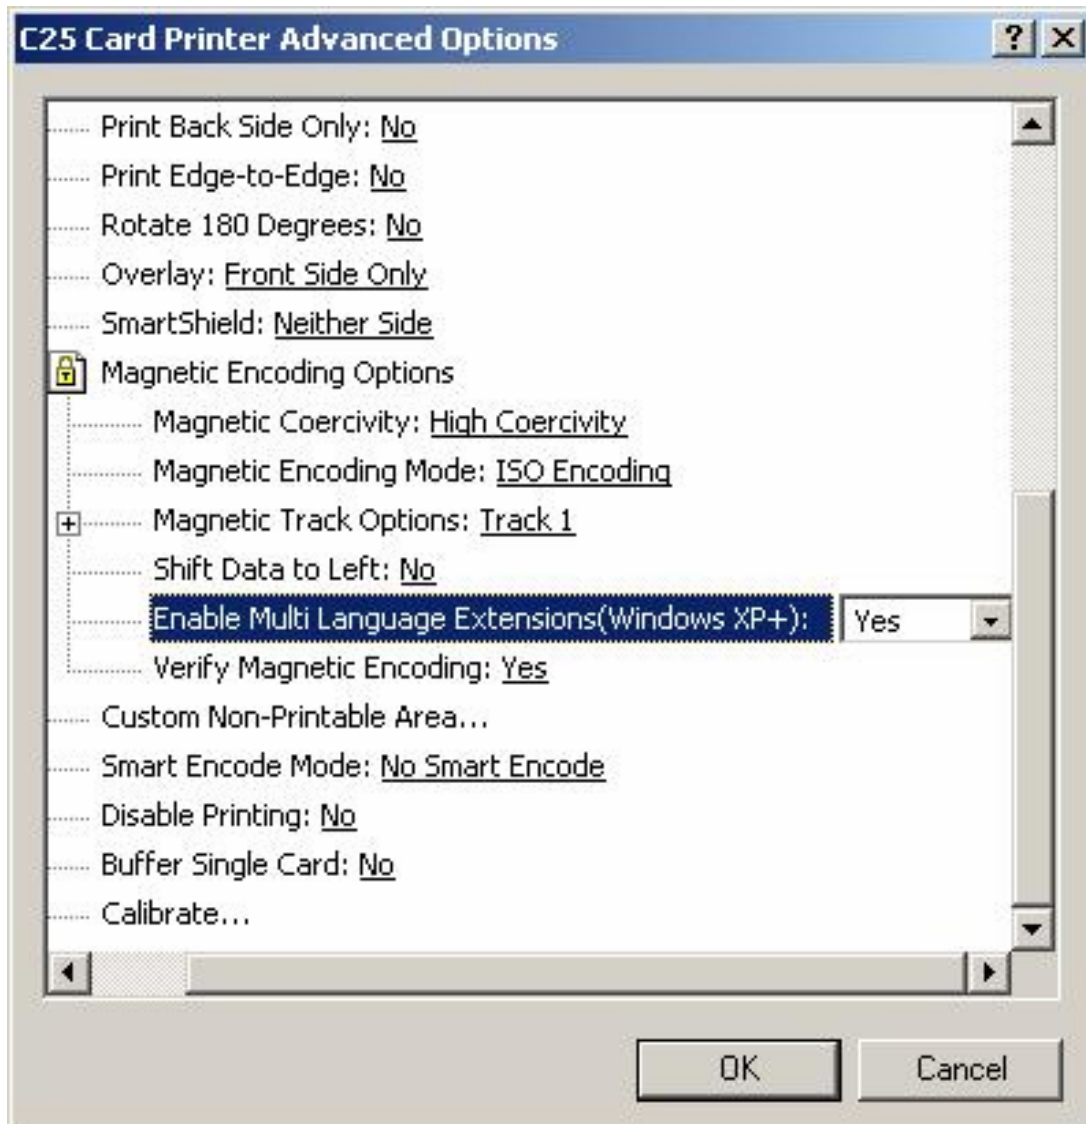 C25 Card Printer Advanced Options
Print Back Side Only: No
Print Edge-to-Edge: No
Rotate 180 Degrees: No
Overlay: Front Side Only
SmartShield: Neither Side
Magnetic Encoding Options
Magnetic Coercivity: High Coercivity
Magnetic Encoding Mode: ISO Encoding
Magnetic Track Options: Track 1
Shift Data to Left: No
Enable Multi Language Extensions(Windows XP+): Yes
Verify Magnetic Encoding: Yes
Custom Non-Printable Area...
Smart Encode Mode: No Smart Encode
Disable Printing: No
Buffer Single Card: No
Calibrate...
OK Cancel